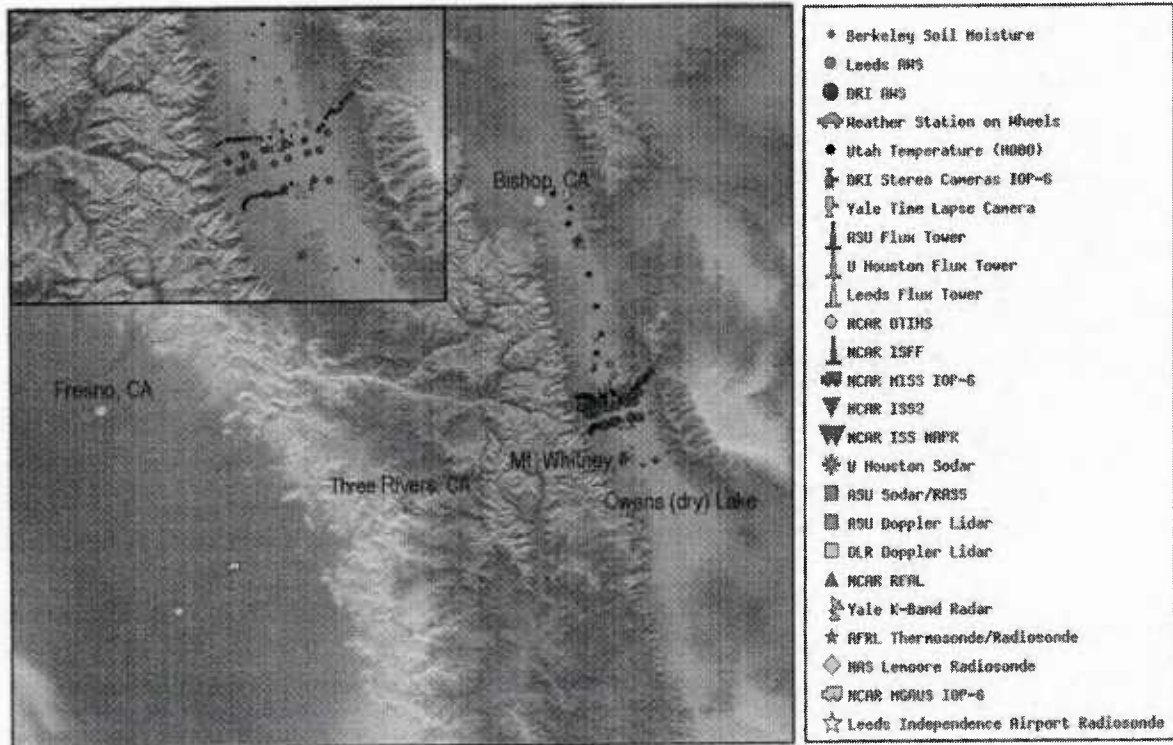 Bishop, CA
Fresno, CA
Mt. Whitney
Three Rivers, CA
Owens (dry) Lake
Berkeley Soil Moisture
Leeds AWS
DRI AWS
Weather Station on Wheels
Utah Temperature (HOBO)
DRI Stereo Cameras IOP-6
Yale Time Lapse Camera
ASU Flux Tower
U Houston Flux Tower
Leeds Flux Tower
NCAR OTIHS
NCAR ISFF
NCAR MISS IOP-6
NCAR ISS2
NCAR ISS MAPR
U Houston Sodar
ASU Sodar/RASS
ASU Doppler Lidar
DLR Doppler Lidar
NCAR REAL
Yale K-Band Radar
AFRL Thermosonde/Radiosonde
NAS Lemoore Radiosonde
NCAR MGAUS IOP-6
Leeds Independence Airport Radiosonde